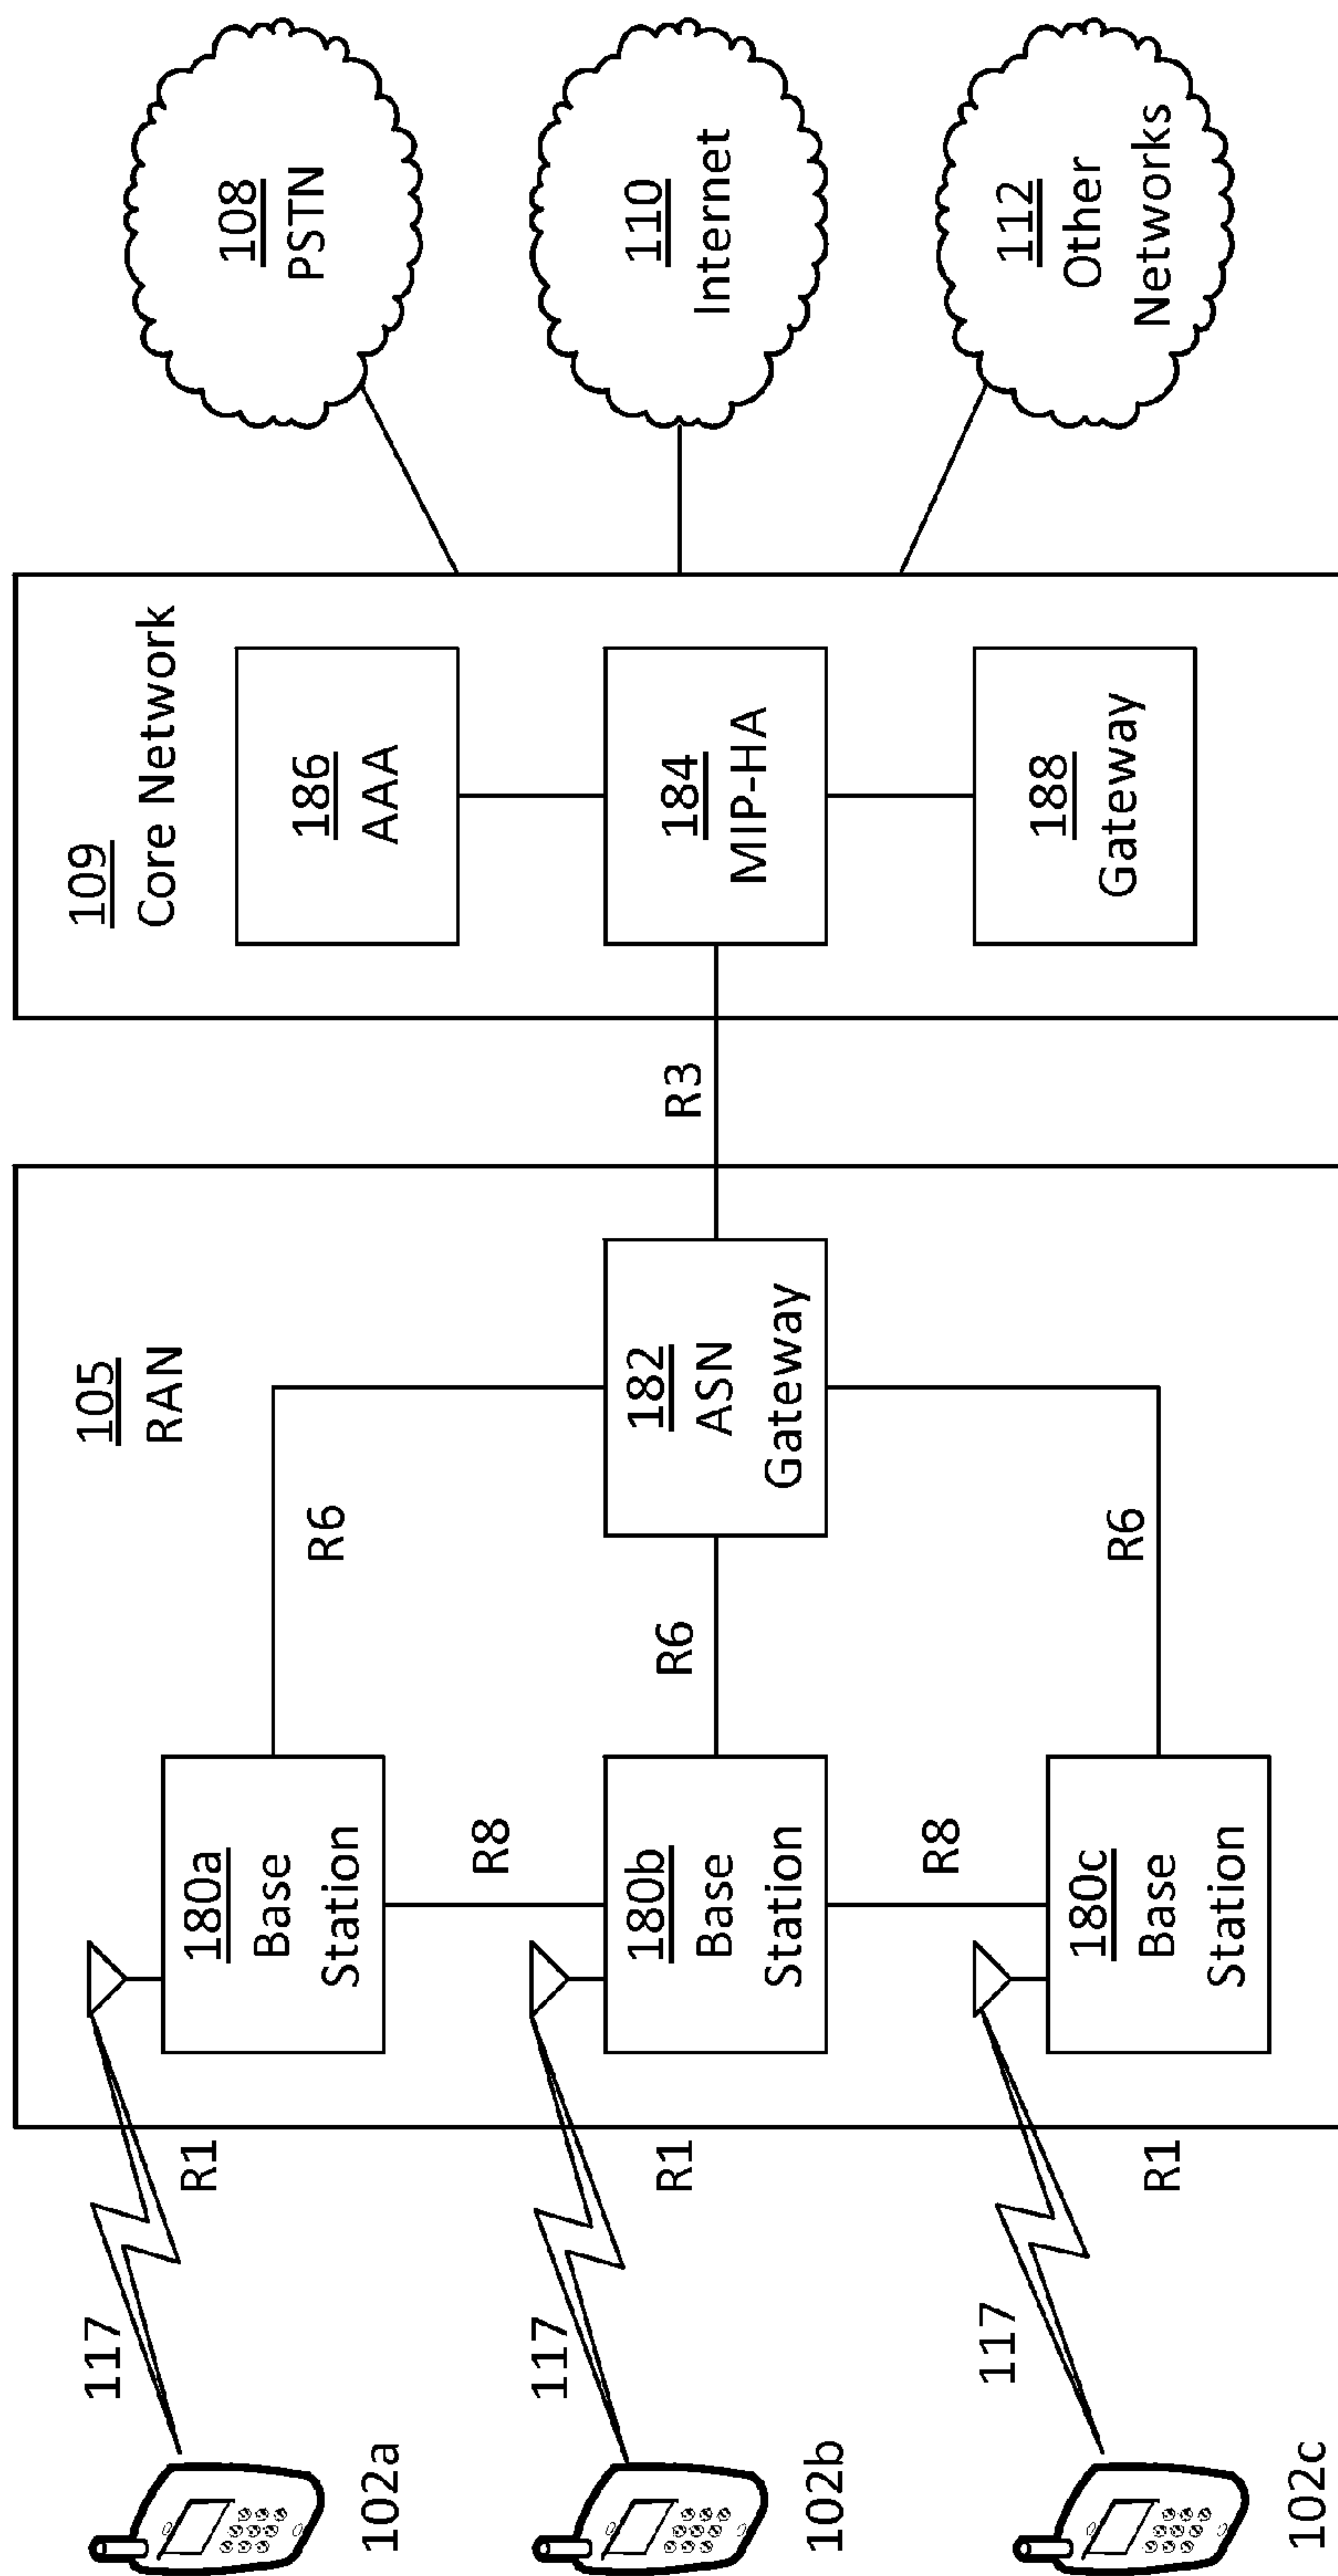 102a
117
R1
102b
117
R1
102c
117
R1
105
RAN
180a
Base
Station
R8
180b
Base
Station
R8
180c
Base
Station
R6
R6
R6
182
ASN
Gateway
R3
109
Core Network
186
AAA
184
MIP-HA
188
Gateway
108
PSTN
110
Internet
112
Other
Networks